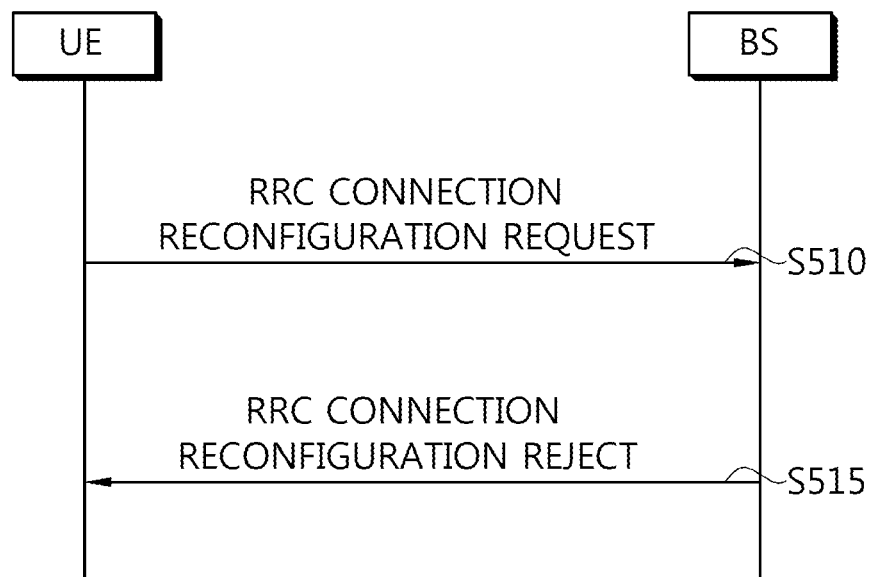 UE
BS
RRC CONNECTION
RECONFIGURATION REQUEST
S510
RRC CONNECTION
RECONFIGURATION REJECT
S515